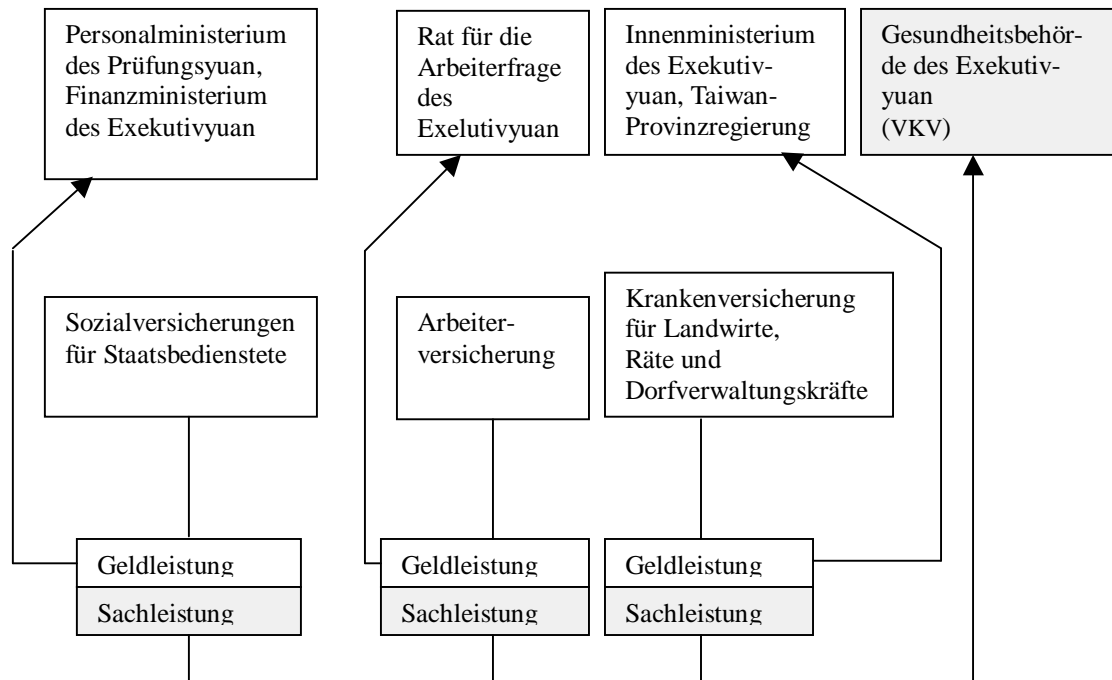 Personalministerium
des Prüfungsyuan,
Finanzministerium
des Exekutivyuan
Rat für die
Arbeiterfrage
des
Exelutivyuan
Innenministerium
des Exekutiv-
yuan, Taiwan-
Provinzregierung
Gesundheitsbehör-
de des Exekutiv-
yuan
(VKV)
Sozialversicherungen
für Staatsbedienstete
Arbeiter-
versicherung
Krankenversicherung
für Landwirte,
Räte und
Dorfverwaltungskräfte
Geldleistung
Sachleistung
Geldleistung
Sachleistung
Geldleistung
Sachleistung